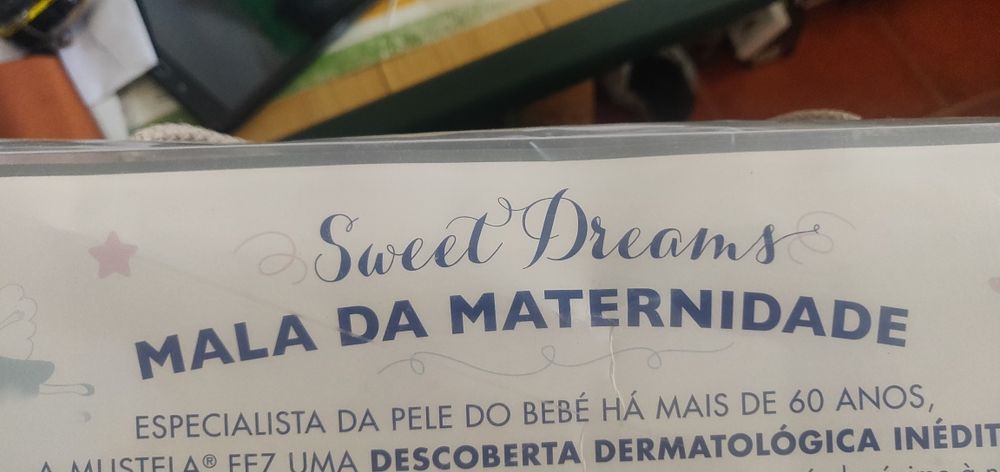 Sweet Dreams
MALA DA MATERNIDADE
ESPECIALISTA DA PELE DO BEBÉ HÁ MAIS DE 60 ANOS,
A MUSTELA® FEZ UMA DESCOBERTA DERMATOLÓGICA INÉDIT